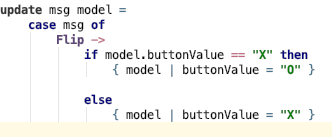 update msg model =
    case msg of
        Flip ->
            if model.buttonValue == "X" then
                { model | buttonValue = "O" }

            else
                { model | buttonValue = "X" }